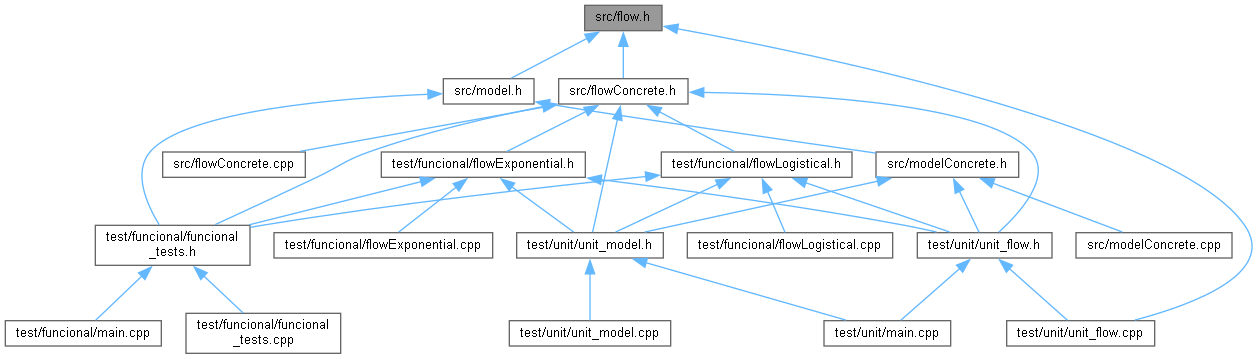 src/flow.h
src/model.h
src/flowConcrete.h
src/flowConcrete.cpp
test/funcional/flowExponential.h
test/funcional/flowLogistical.h
src/modelConcrete.h
test/funcional/funcional
_tests.h
test/funcional/flowExponential.cpp
test/unit/unit_model.h
test/funcional/flowLogistical.cpp
test/unit/unit_flow.h
src/modelConcrete.cpp
test/funcional/main.cpp
test/funcional/funcional
_tests.cpp
test/unit/unit_model.cpp
test/unit/main.cpp
test/unit/unit_flow.cpp